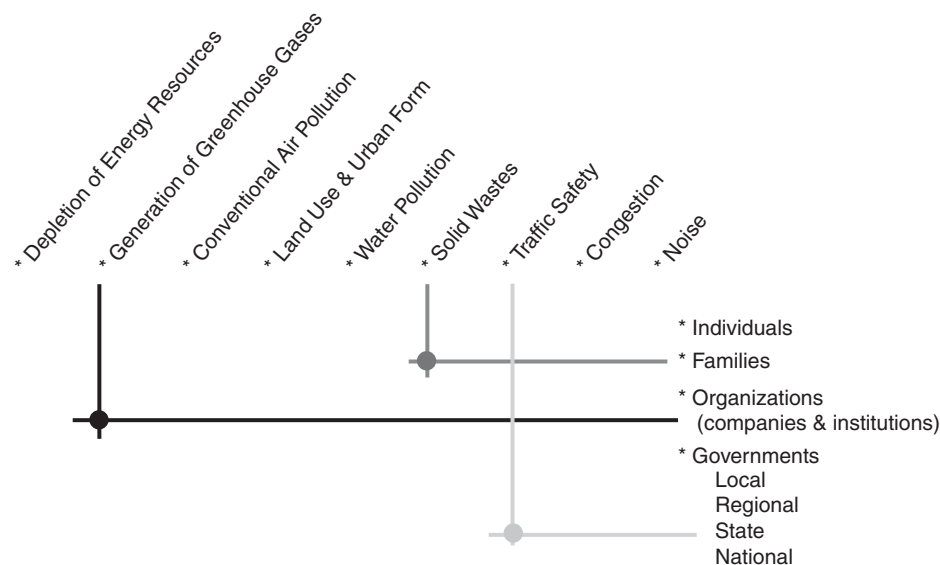 * Depletion of Energy Resources
* Generation of Greenhouse Gases
* Conventional Air Pollution
* Land Use & Urban Form
* Water Pollution
* Solid Wastes
* Traffic Safety
* Congestion
* Noise
* Individuals
* Families
* Organizations
(companies & institutions)
* Governments
Local
Regional
State
National